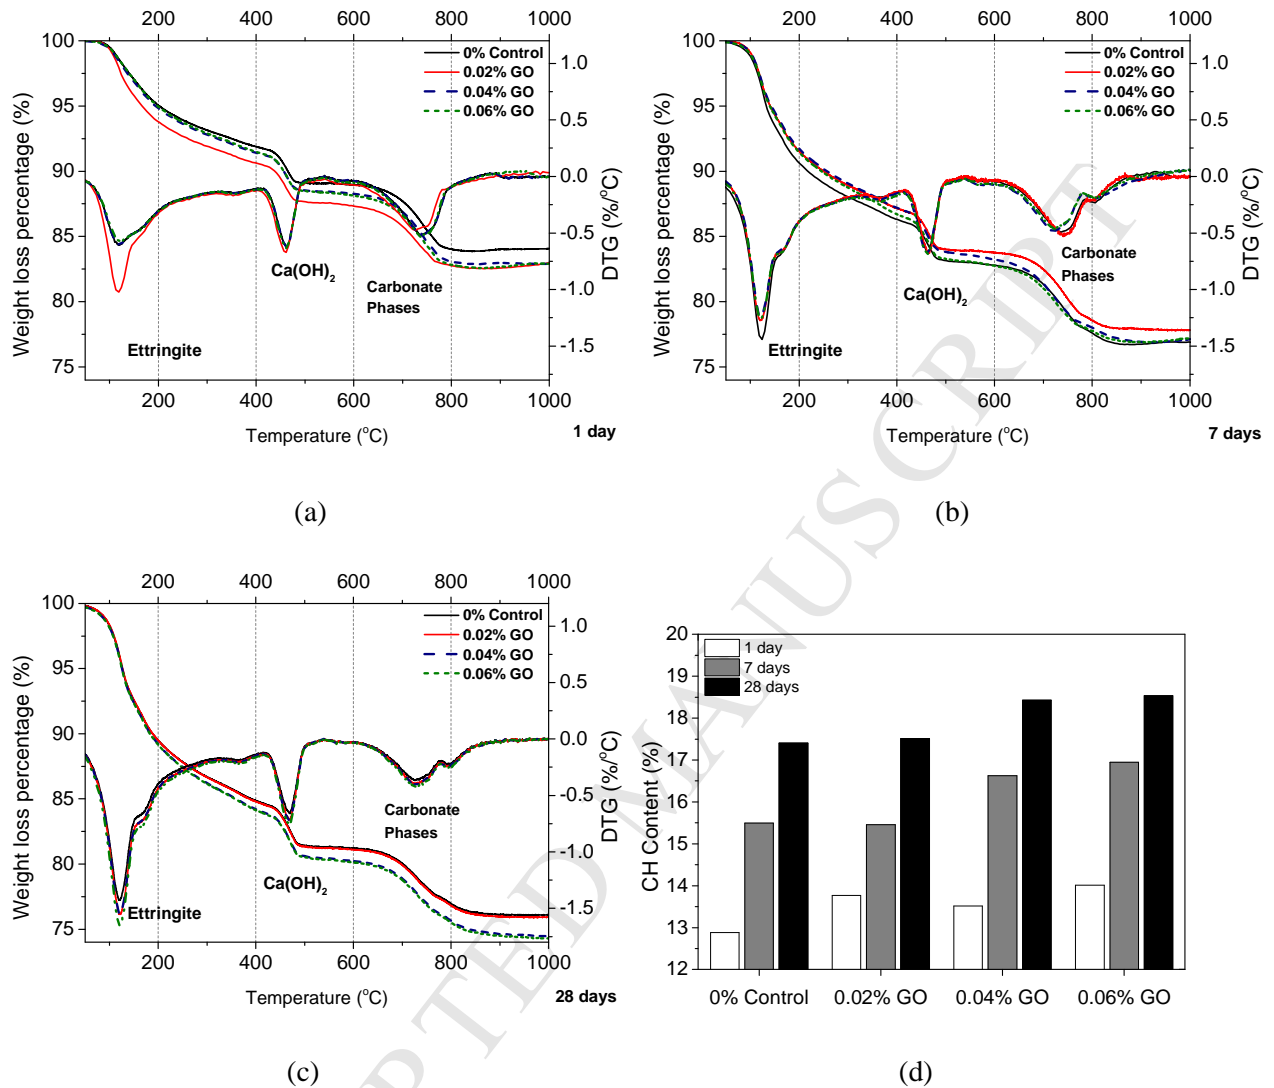 200 400 600 800 1000
100
95
90
85
80
75
Weight loss percentage (%)
0% Control
0.02% GO
0.04% GO
0.06% GO
1.0
0.5
0.0
-0.5
-1.0
-1.5
DTG (%/°C)
Ca(OH)2
Carbonate
Phases
Ettringite
200 400 600 800 1000
Temperature (°C)
1 day
(a)
200 400 600 800 1000
100
95
90
85
80
75
Weight loss percentage (%)
0% Control
0.02% GO
0.04% GO
0.06% GO
1.0
0.5
0.0
-0.5
-1.0
-1.5
DTG (%/°C)
Carbonate
Phases
Ca(OH)2
Ettringite
200 400 600 800 1000
Temperature (°C)
7 days
(b)
200 400 600 800 1000
100
95
90
85
80
75
Weight loss percentage (%)
0% Control
0.02% GO
0.04% GO
0.06% GO
1.0
0.5
0.0
-0.5
-1.0
-1.5
DTG (%/°C)
Carbonate
Phases
Ca(OH)2
Ettringite
200 400 600 800 1000
Temperature (°C)
28 days
(c)
20
19
18
17
16
15
14
13
12
CH Content (%)
1 day
7 days
28 days
0% Control 0.02% GO 0.04% GO 0.06% GO
(d)
PTED MANUSCRIPT